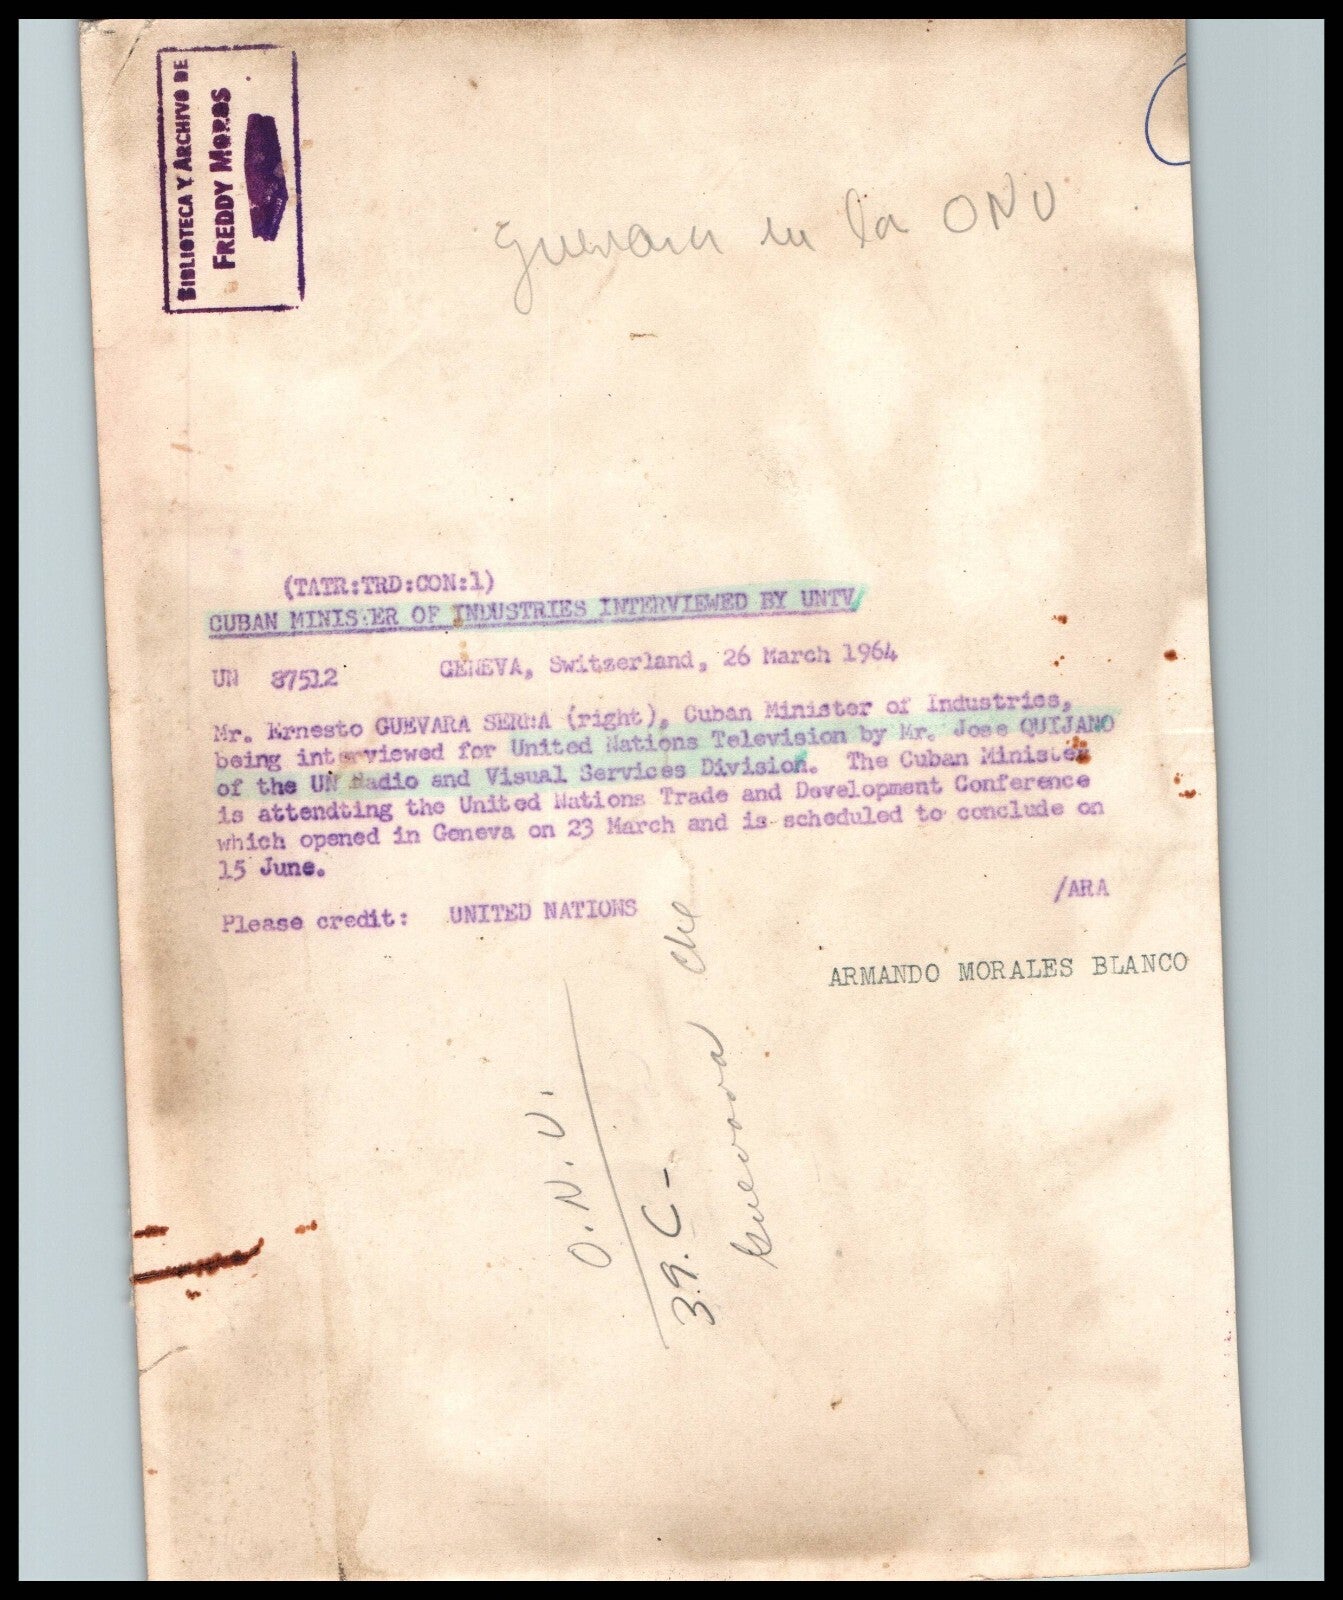 BIBLIOTECA Y ARCHIVO DE
FREDDY MOROS
Guevara en la ONU
(TATR:TRD:CON:1)
CUBAN MINISTER OF INDUSTRIES INTERVIEWED BY UNTV
UN 87512 GENEVA, Switzerland, 26 March 1964
Mr. Ernesto GUEVARA SERNA (right), Cuban Minister of Industries,
being interviewed for United Nations Television by Mr. Jose QUIJANO
of the UN Radio and Visual Services Division. The Cuban Minister
is attendting the United Nations Trade and Development Conference
which opened in Geneva on 23 March and is scheduled to conclude on
15 June.
/ARA
Please credit: UNITED NATIONS
ARMANDO MORALES BLANCO
O.N.U.
39.C-
Guevara Che